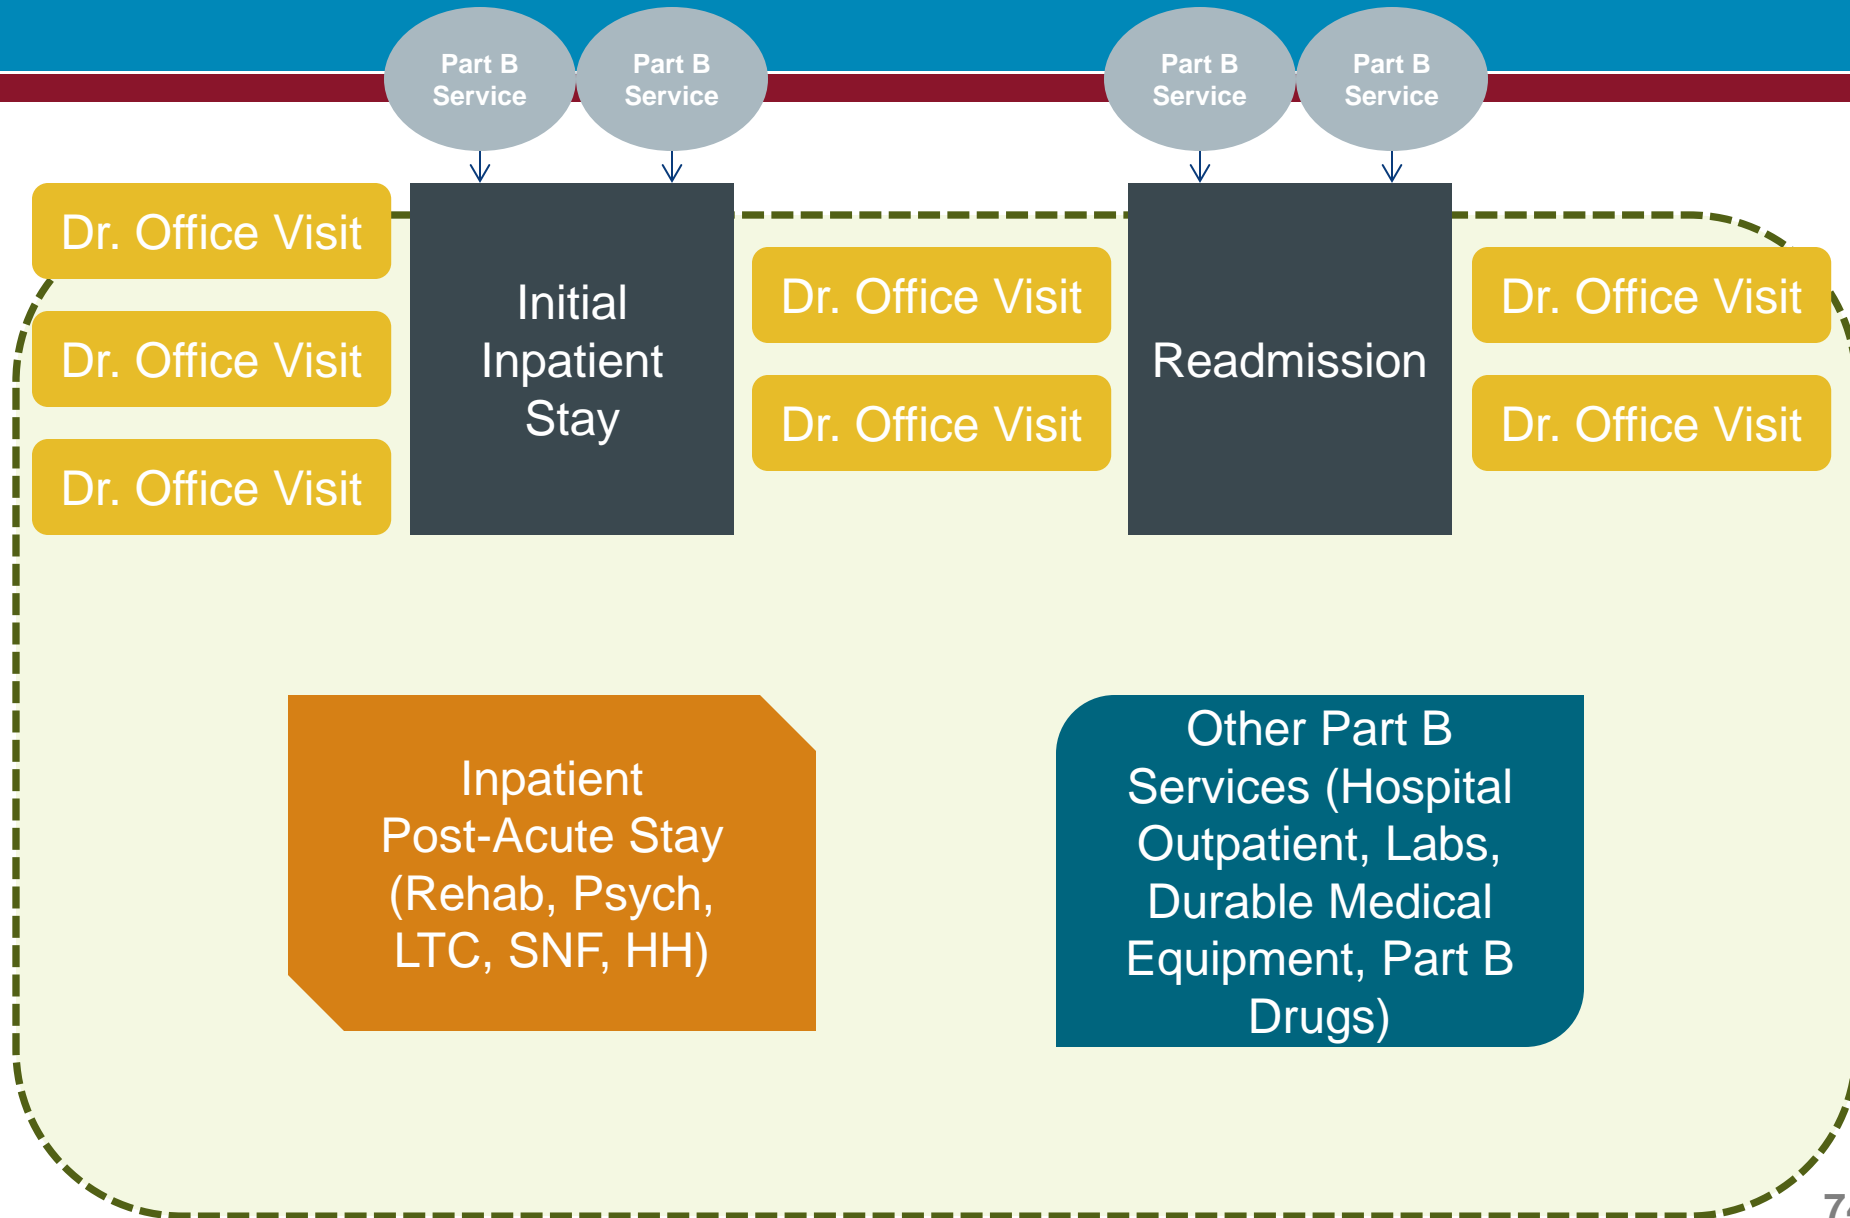 Part B
Service
Part B
Service
Part B
Service
Part B
Service
Dr. Office Visit
Dr. Office Visit
Dr. Office Visit
Initial
Inpatient
Stay
Dr. Office Visit
Dr. Office Visit
Readmission
Dr. Office Visit
Dr. Office Visit
Inpatient
Post-Acute Stay
(Rehab, Psych,
LTC, SNF, HH)
Other Part B
Services (Hospital
Outpatient, Labs,
Durable Medical
Equipment, Part B
Drugs)